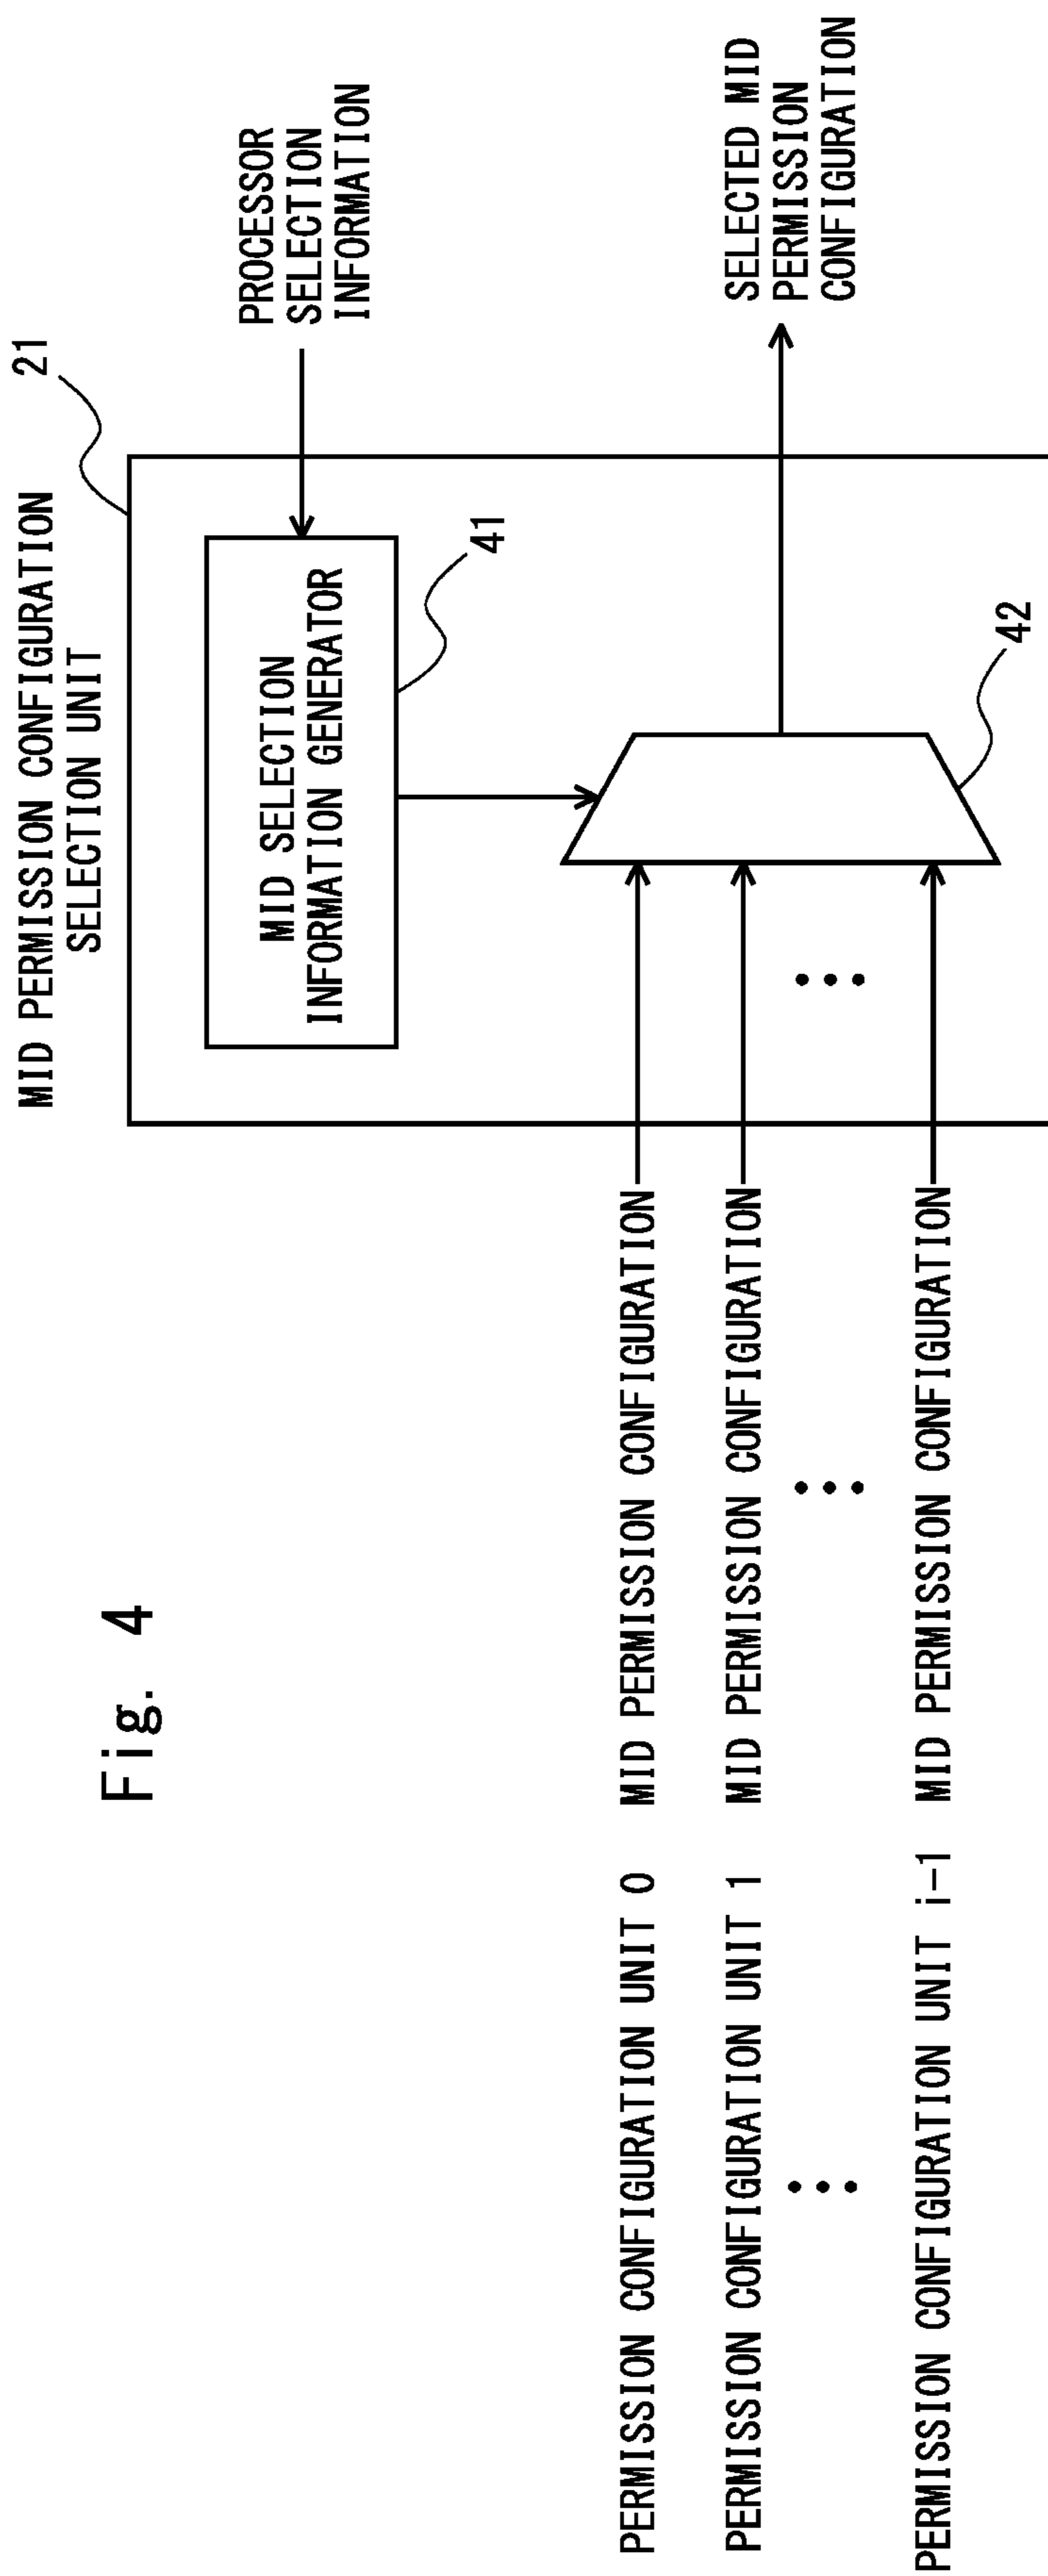 Fig. 4
MID PERMISSION CONFIGURATION
SELECTION UNIT
21
MID SELECTION
INFORMATION GENERATOR
41
PROCESSOR
SELECTION
INFORMATION
PERMISSION CONFIGURATION UNIT 0 MID PERMISSION CONFIGURATION
PERMISSION CONFIGURATION UNIT 1 MID PERMISSION CONFIGURATION
PERMISSION CONFIGURATION UNIT i-1 MID PERMISSION CONFIGURATION
42
SELECTED MID
PERMISSION
CONFIGURATION